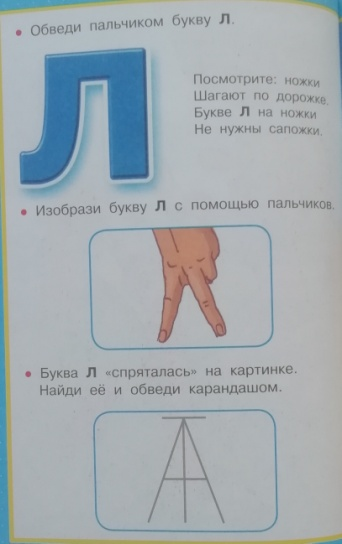 • Обведи пальчиком букву Л.
Л
Посмотрите: ножки
Шагают по дорожке.
Букве Л на ножки
Не нужны сапожки.
• Изобрази букву Л с помощью пальчиков.
• Буква Л «спряталась» на картинке.
Найди её и обведи карандашом.